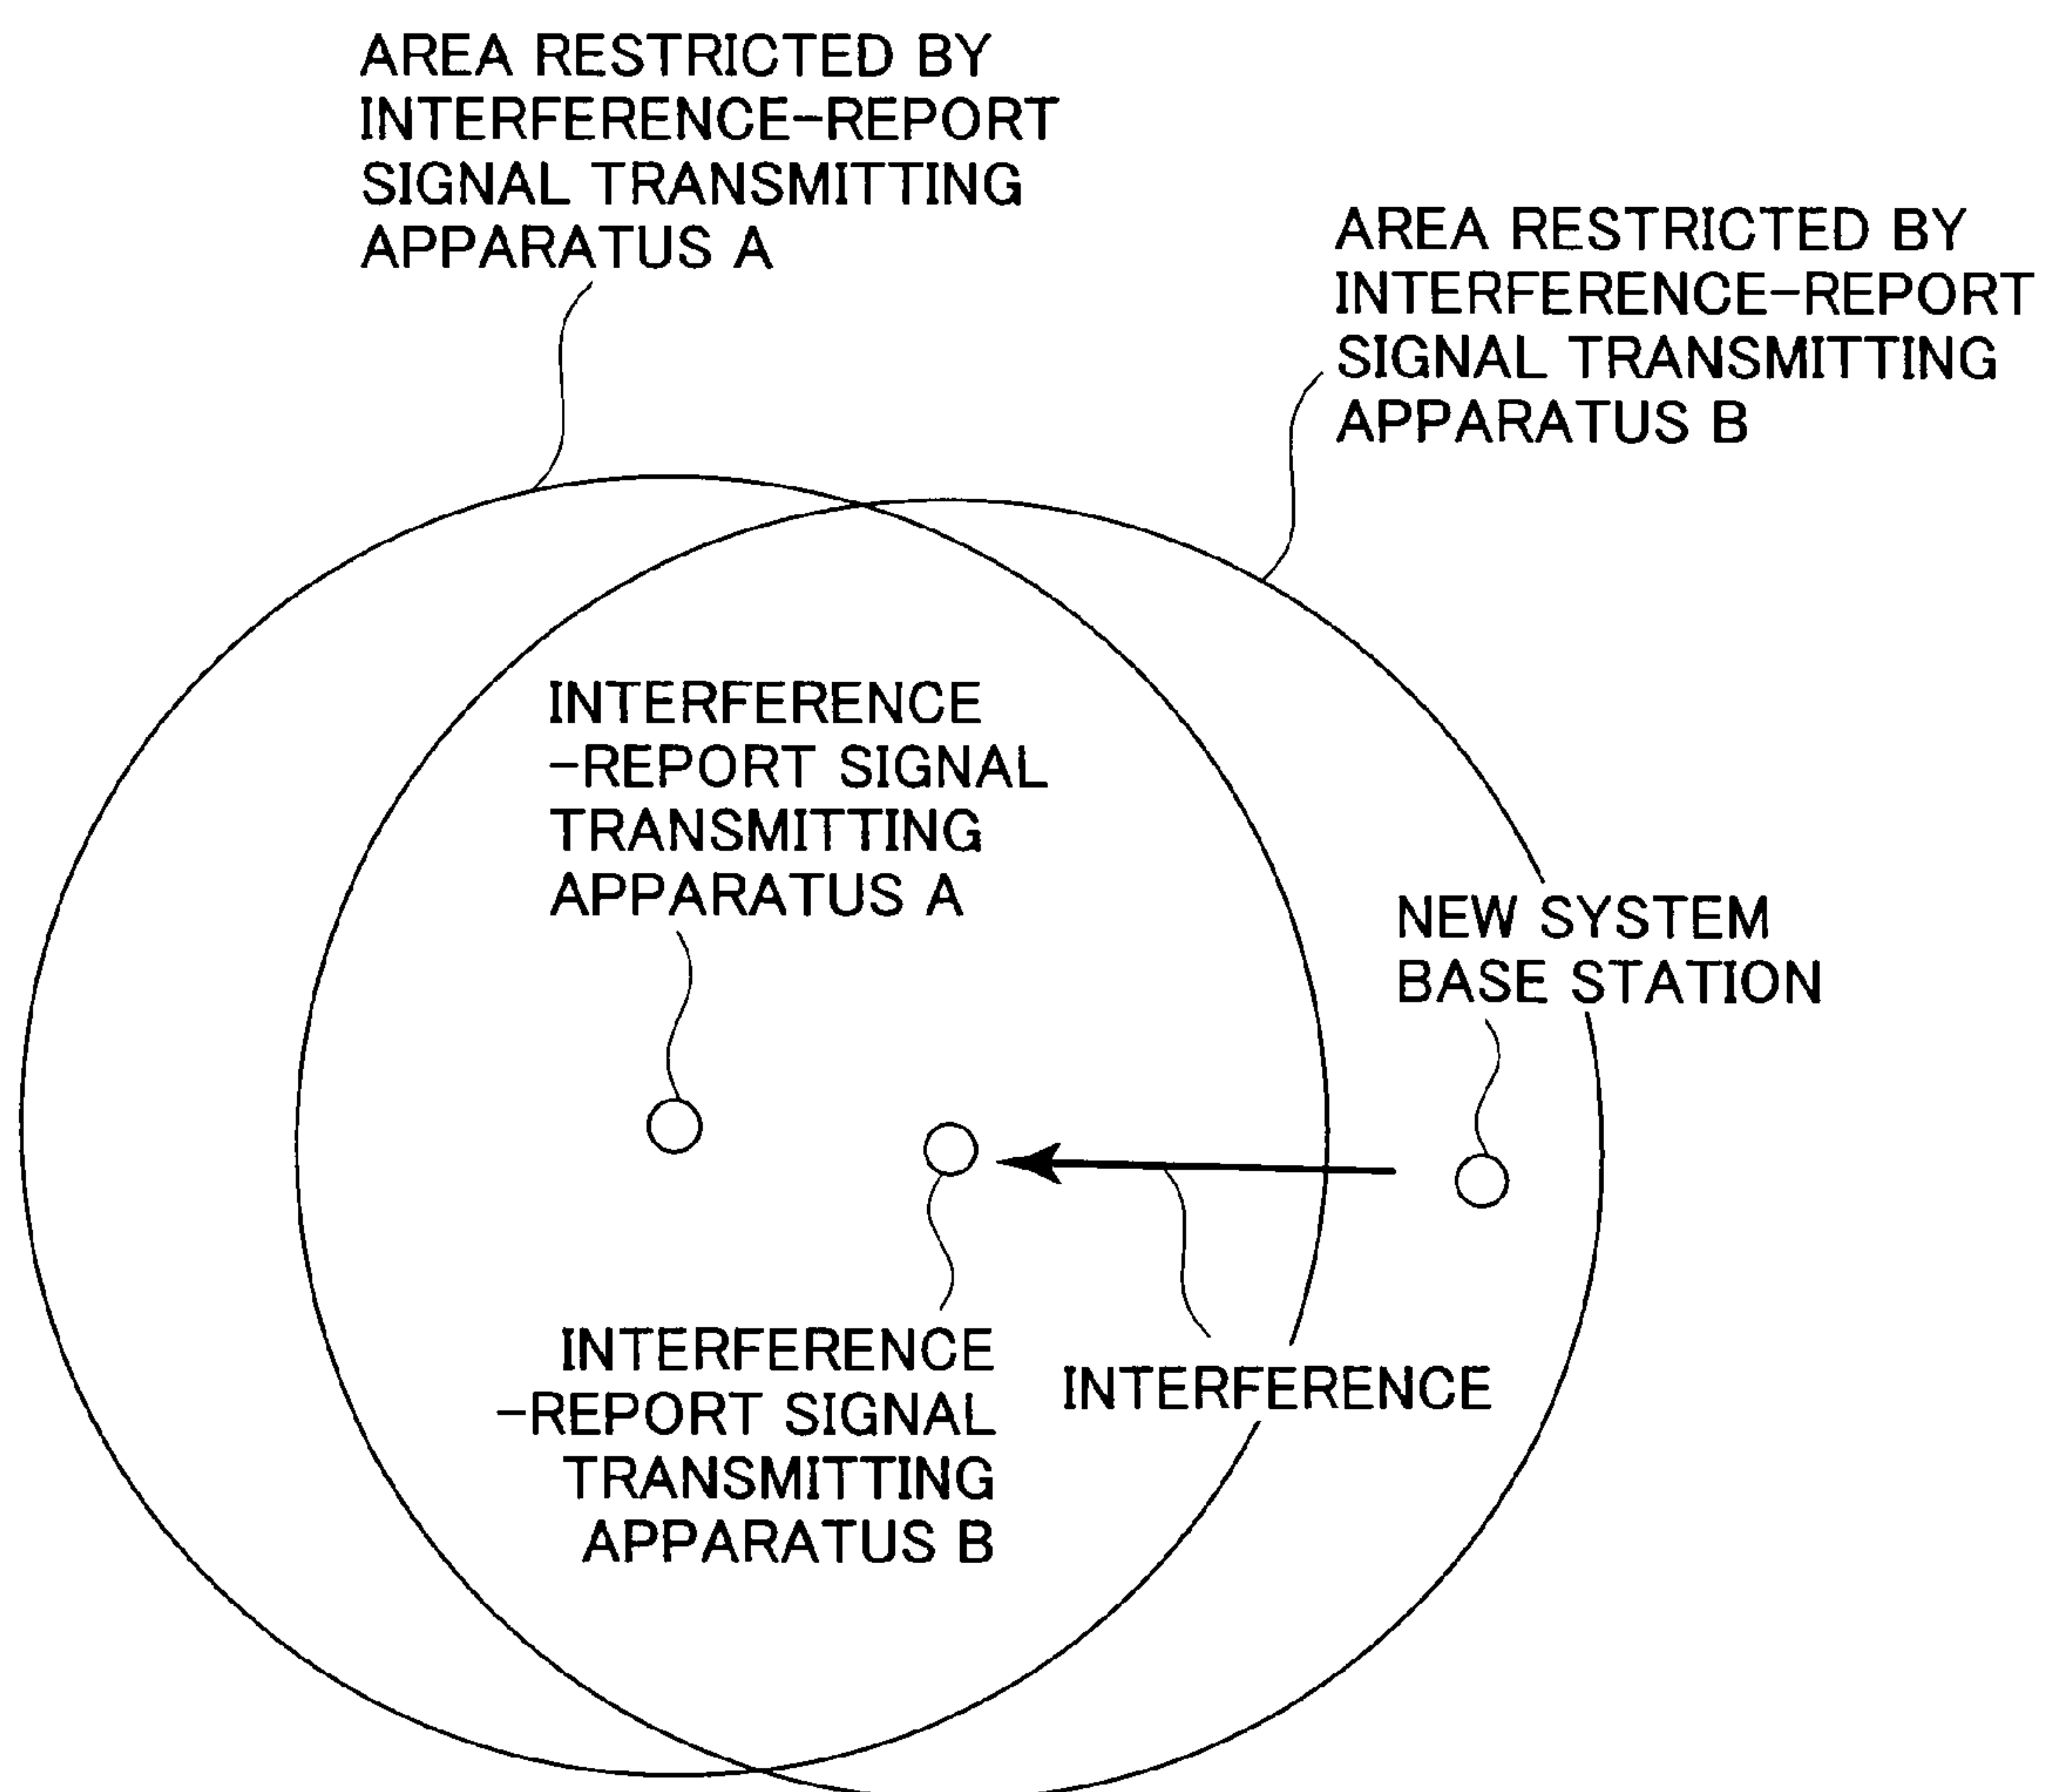 AREA RESTRICTED BY
INTERFERENCE-REPORT
SIGNAL TRANSMITTING
APPARATUS A
AREA RESTRICTED BY
INTERFERENCE-REPORT
SIGNAL TRANSMITTING
APPARATUS B
INTERFERENCE
-REPORT SIGNAL
TRANSMITTING
APPARATUS A
NEW SYSTEM
BASE STATION
INTERFERENCE
-REPORT SIGNAL
TRANSMITTING
APPARATUS B
INTERFERENCE